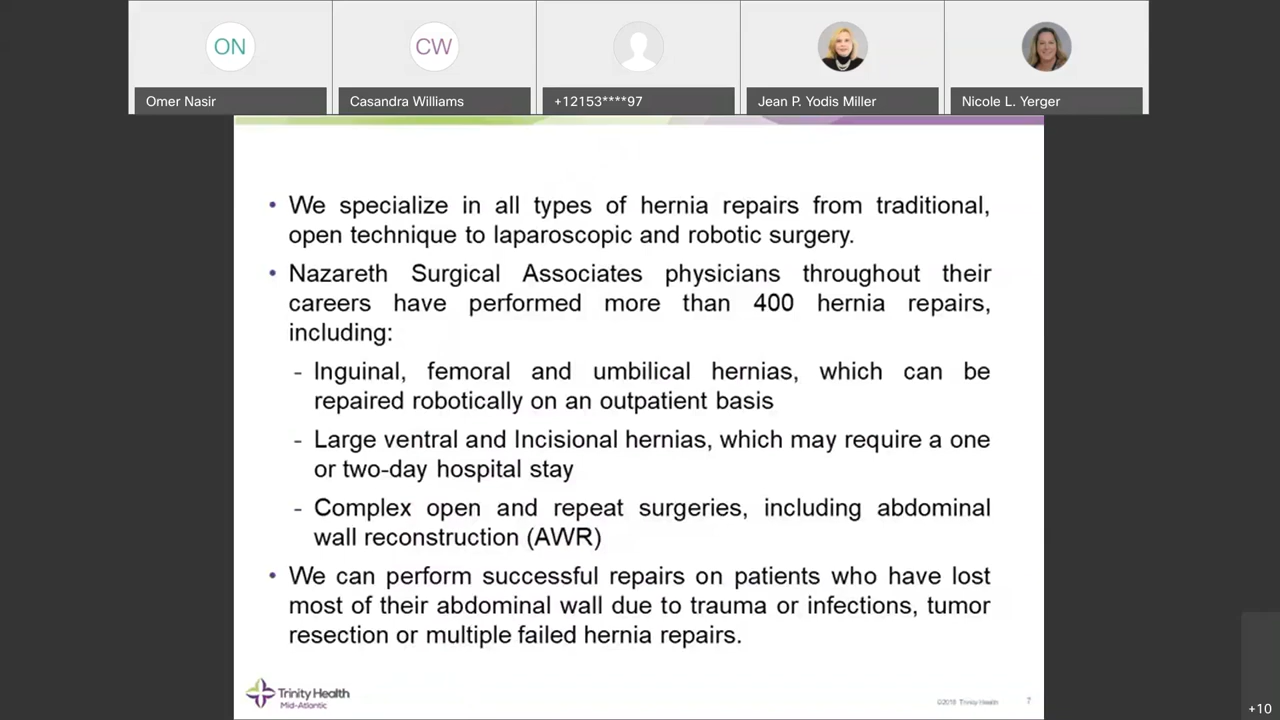 ON
CW
Omer Nasir
Casandra Williams
+12153****97
Jean P. Yodis Miller
Nicole L. Yerger
• We specialize in all types of hernia repairs from traditional,
open technique to laparoscopic and robotic surgery.
• Nazareth Surgical Associates physicians throughout their
careers have performed more than 400 hernia repairs,
including:
- Inguinal, femoral and umbilical hernias, which can be
repaired robotically on an outpatient basis
- Large ventral and Incisional hernias, which may require a one
or two-day hospital stay
- Complex open and repeat surgeries, including abdominal
wall reconstruction (AWR)
• We can perform successful repairs on patients who have lost
most of their abdominal wall due to trauma or infections, tumor
resection or multiple failed hernia repairs.
Trinity Health
Mid-Atlantic
©2018 Trinity Health
7
+10